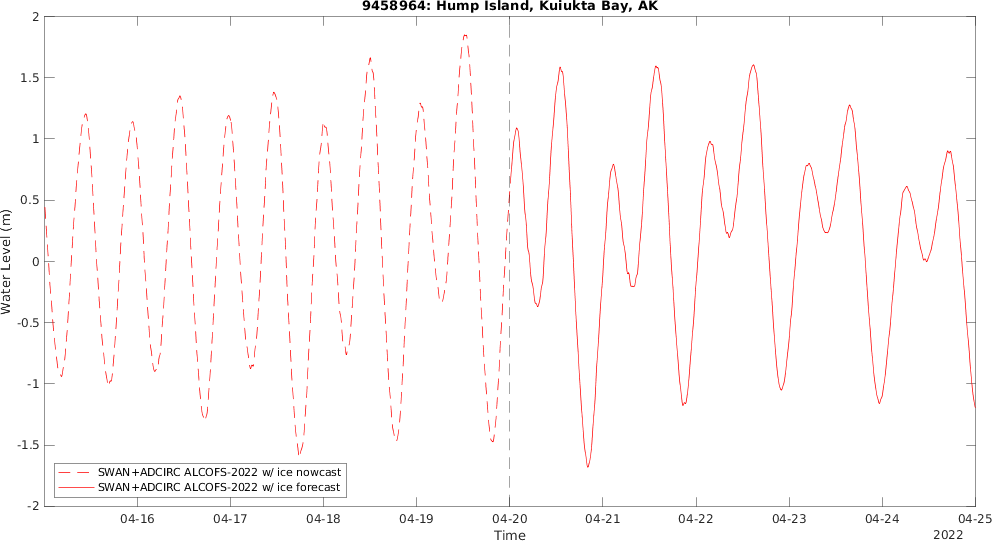 9458964: Hump Island, Kuiukta Bay, AK
2
1.5
1
0.5
0
-0.5
-1
-1.5
-2
Water Level (m)
SWAN+ADCIRC ALCOFS-2022 w/ ice nowcast
SWAN+ADCIRC ALCOFS-2022 w/ ice forecast
04-16 04-17 04-18 04-19 04-20 04-21 04-22 04-23 04-24 04-25
Time
2022